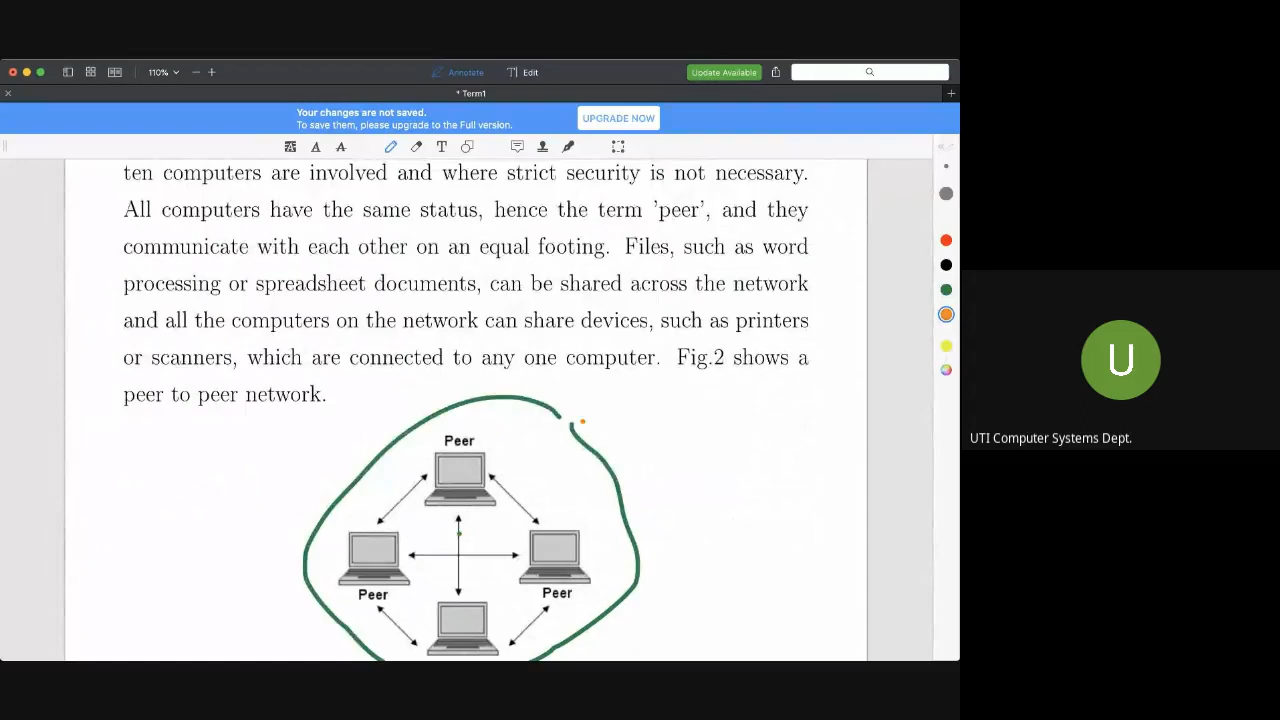 110%
Annotate
Edit
Update Available
* Term1
Your changes are not saved.
To save them, please upgrade to the Full version.
UPGRADE NOW
ten computers are involved and where strict security is not necessary.
All computers have the same status, hence the term 'peer', and they
communicate with each other on an equal footing. Files, such as word
processing or spreadsheet documents, can be shared across the network
and all the computers on the network can share devices, such as printers
or scanners, which are connected to any one computer. Fig.2 shows a
peer to peer network.
Peer
Peer
Peer
U
UTI Computer Systems Dept.